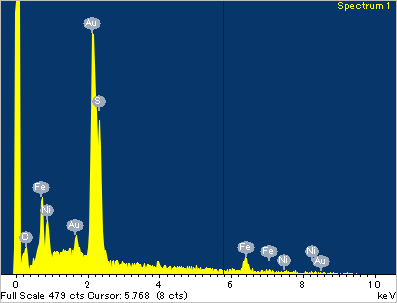 Spectrum 1
Au
S
Fe
Ni
Au
Fe
Fe
Ni
Ni
Au
0 2 4 6 8 10
Full Scale 479 cts Cursor: 5.768 (8 cts) keV